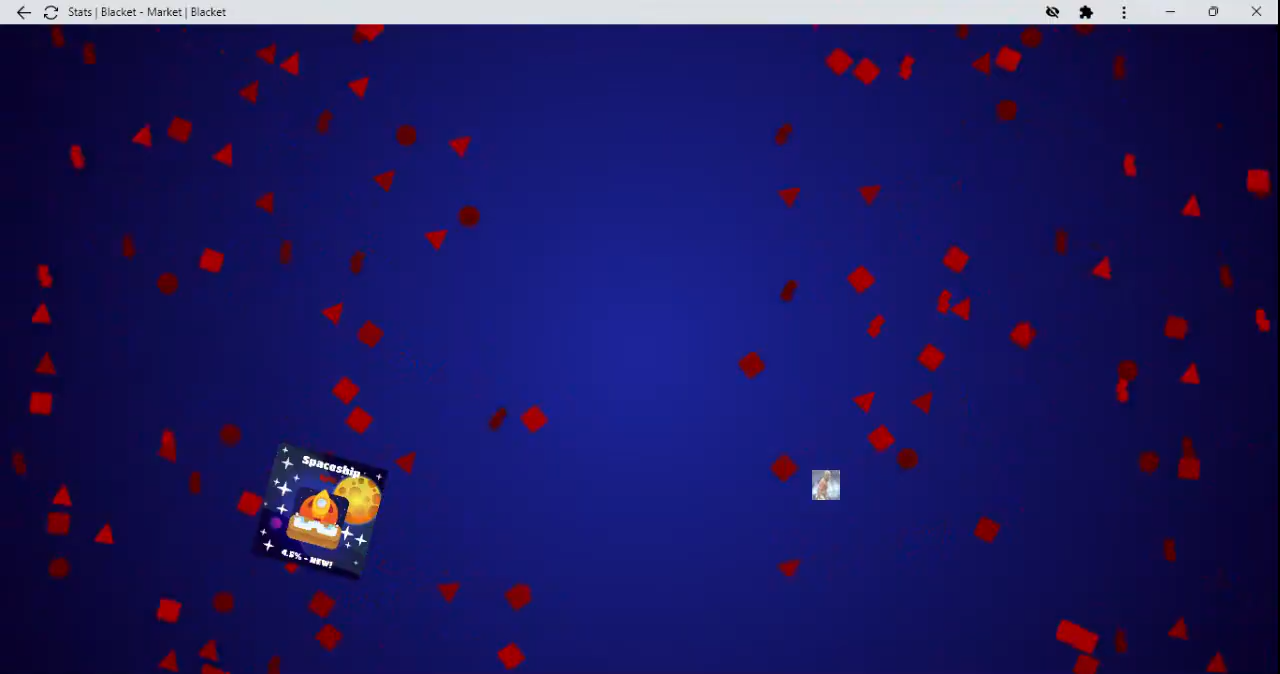 Stats | Blacket - Market | Blacket
Spaceship
4.5% - NEW!